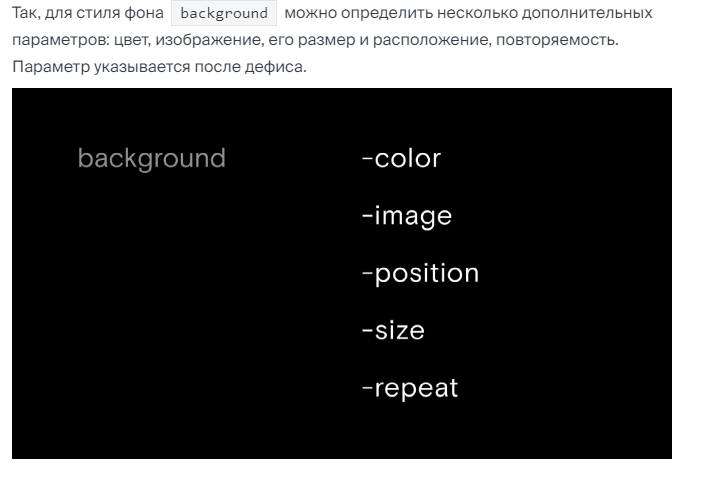 Так, для стиля фона background можно определить несколько дополнительных
параметров: цвет, изображение, его размер и расположение, повторяемость.
Параметр указывается после дефиса.
background -color
-image
-position
-size
-repeat